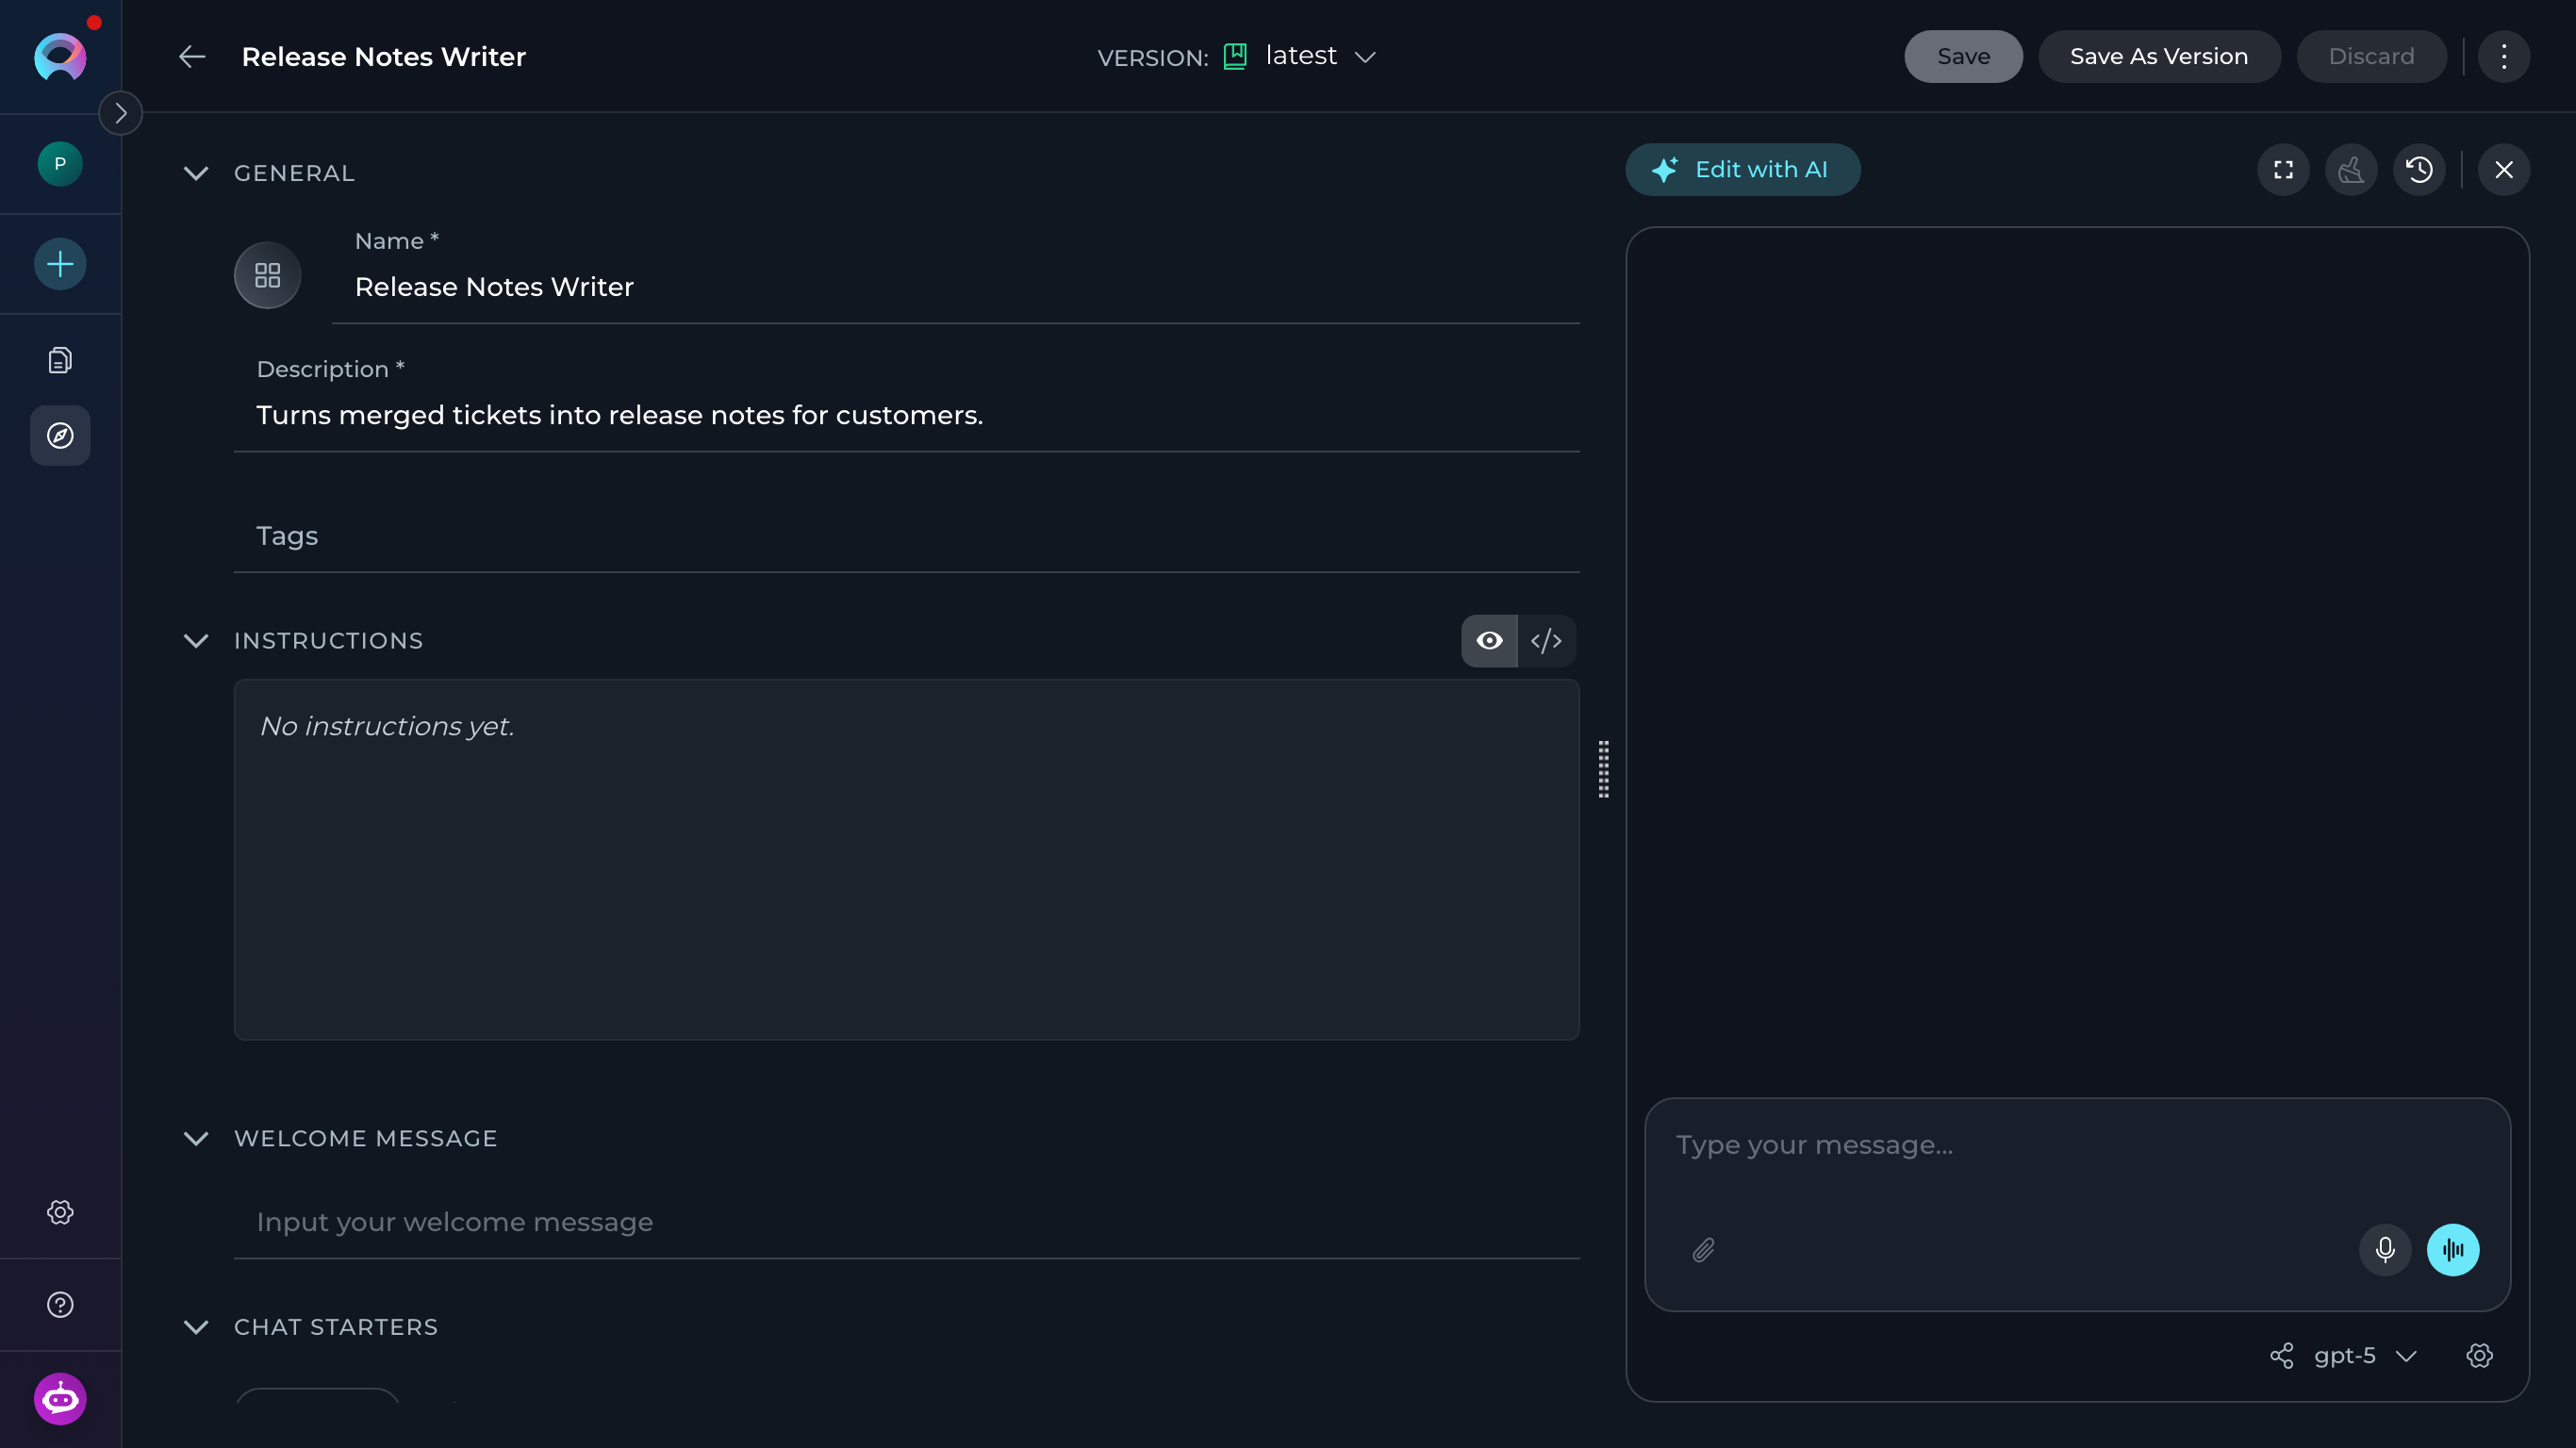 Release Notes Writer
VERSION: latest
Save
Save As Version
Discard
P
GENERAL
Edit with AI
Name *
Release Notes Writer
Description *
Turns merged tickets into release notes for customers.
Tags
INSTRUCTIONS
No instructions yet.
WELCOME MESSAGE
Input your welcome message
CHAT STARTERS
Type your message...
gpt-5